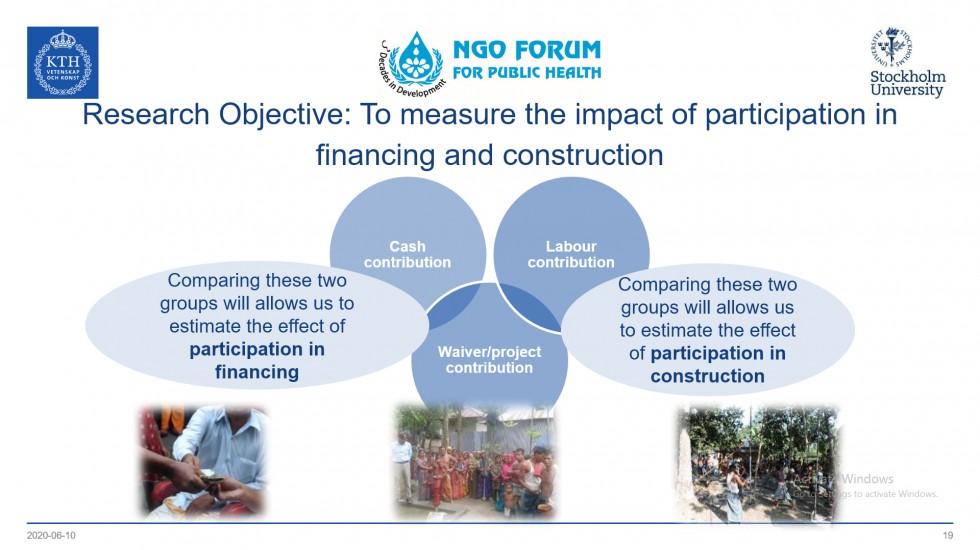 KTH
VETENSKAP
OCH KONST
2 Decades in Development
NGO FORUM
FOR PUBLIC HEALTH
Stockholm
University
Research Objective: To measure the impact of participation in
financing and construction
Cash
contribution
Labour
contribution
Comparing these two
groups will allows us to
estimate the effect of
participation in
financing
Waiver/project
contribution
Comparing these two
groups will allows us
to estimate the effect
of participation in
construction
Activate Windows
Go to Settings to activate Windows.
2020-06-10
19